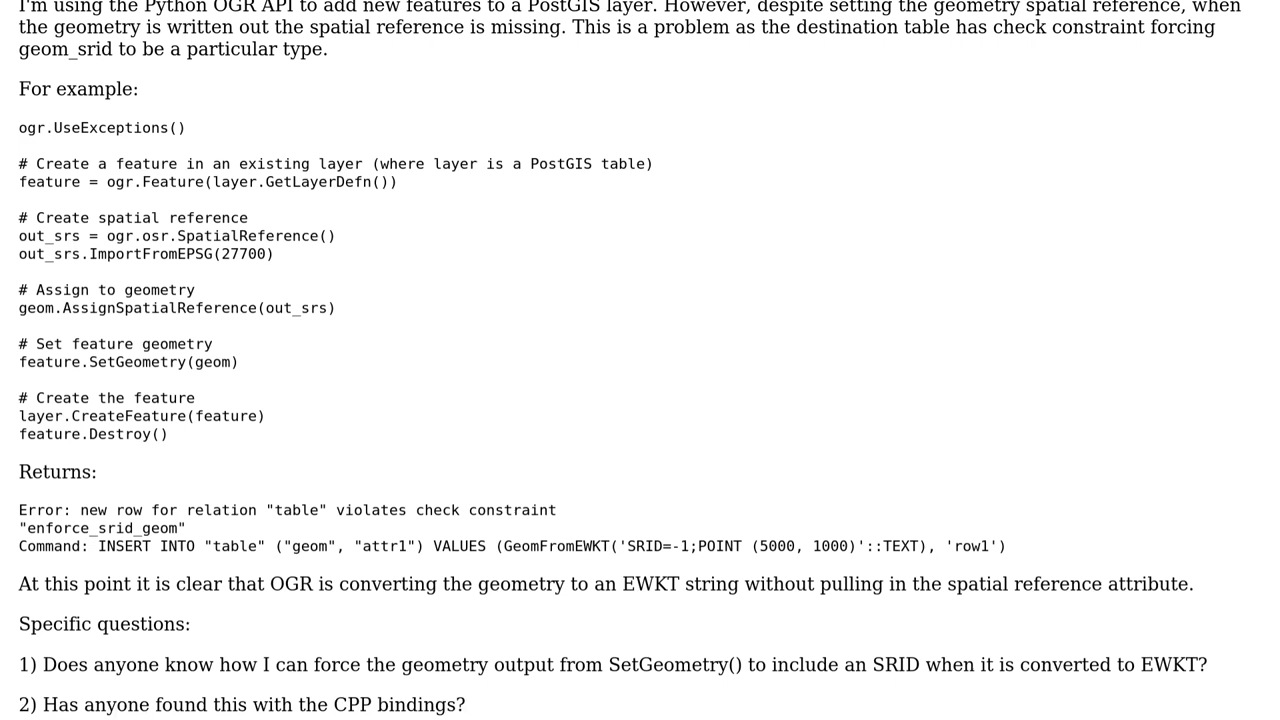 I'm using the Python OGR API to add new features to a PostGIS layer. However, despite setting the geometry spatial reference, when
the geometry is written out the spatial reference is missing. This is a problem as the destination table has check constraint forcing
geom_srid to be a particular type.
For example:
ogr.UseExceptions()
# Create a feature in an existing layer (where layer is a PostGIS table)
feature = ogr.Feature(layer.GetLayerDefn())
# Create spatial reference
out_srs = ogr.osr.SpatialReference()
out_srs.ImportFromEPSG(27700)
# Assign to geometry
geom.AssignSpatialReference(out_srs)
# Set feature geometry
feature.SetGeometry(geom)
# Create the feature
layer.CreateFeature(feature)
feature.Destroy()
Returns:
Error: new row for relation "table" violates check constraint
"enforce_srid_geom"
Command: INSERT INTO "table" ("geom", "attr1") VALUES (GeomFromEWKT('SRID=-1;POINT (5000, 1000)'::TEXT), 'row1')
At this point it is clear that OGR is converting the geometry to an EWKT string without pulling in the spatial reference attribute.
Specific questions:
1) Does anyone know how I can force the geometry output from SetGeometry() to include an SRID when it is converted to EWKT?
2) Has anyone found this with the CPP bindings?